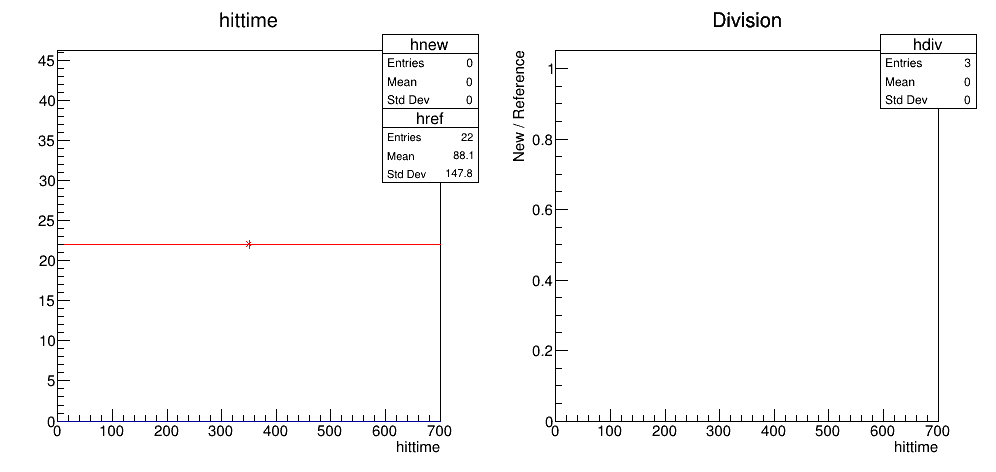 hittime
hnew
Entries 0
Mean 0
Std Dev 0
href
Entries 22
Mean 88.1
Std Dev 147.8
45
40
35
30
25
20
15
10
5
0
0 100 200 300 400 500 600 700
hittime
Division
hdiv
Entries 3
Mean 0
Std Dev 0
New / Reference
1
0.8
0.6
0.4
0.2
0
0 100 200 300 400 500 600 700
hittime